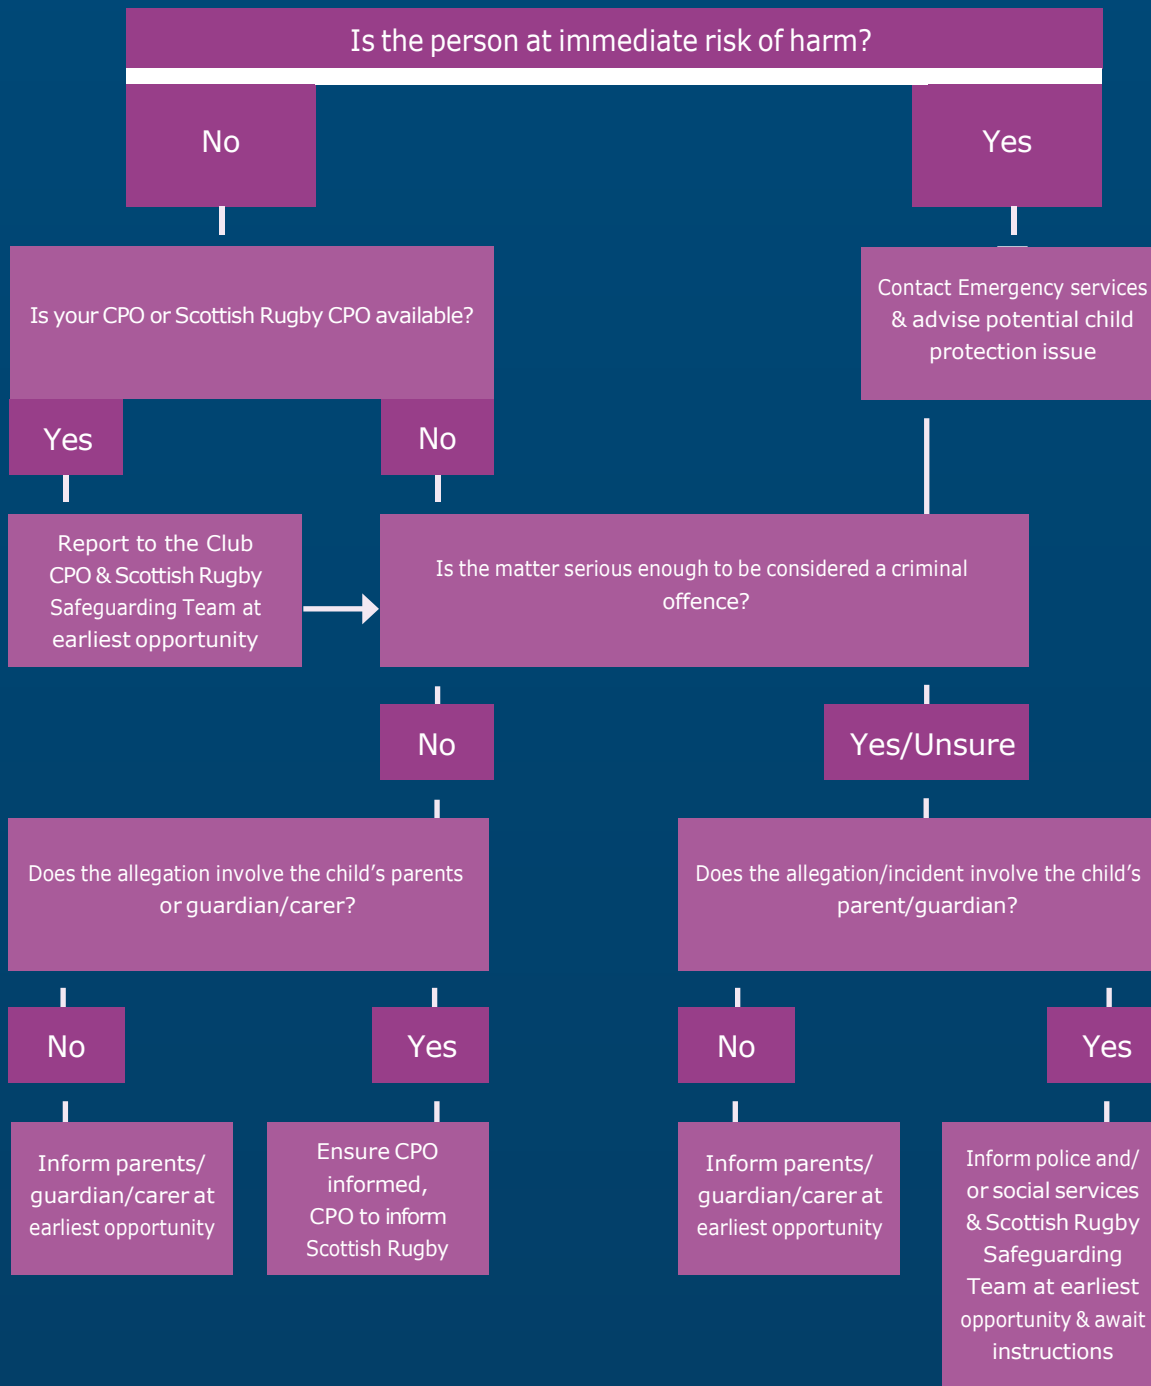 Is the person at immediate risk of harm?
No
Yes
Is your CPO or Scottish Rugby CPO available?
Contact Emergency services
& advise potential child
protection issue
Yes
No
Report to the Club
CPO & Scottish Rugby
Safeguarding Team at
earliest opportunity
Is the matter serious enough to be considered a criminal
offence?
No
Yes/Unsure
Does the allegation involve the child’s parents
or guardian/carer?
Does the allegation/incident involve the child’s
parent/guardian?
No
Yes
No
Yes
Inform parents/
guardian/carer at
earliest opportunity
Ensure CPO
informed,
CPO to inform
Scottish Rugby
Inform parents/
guardian/carer at
earliest opportunity
Inform police and/
or social services
& Scottish Rugby
Safeguarding
Team at earliest
opportunity & await
instructions